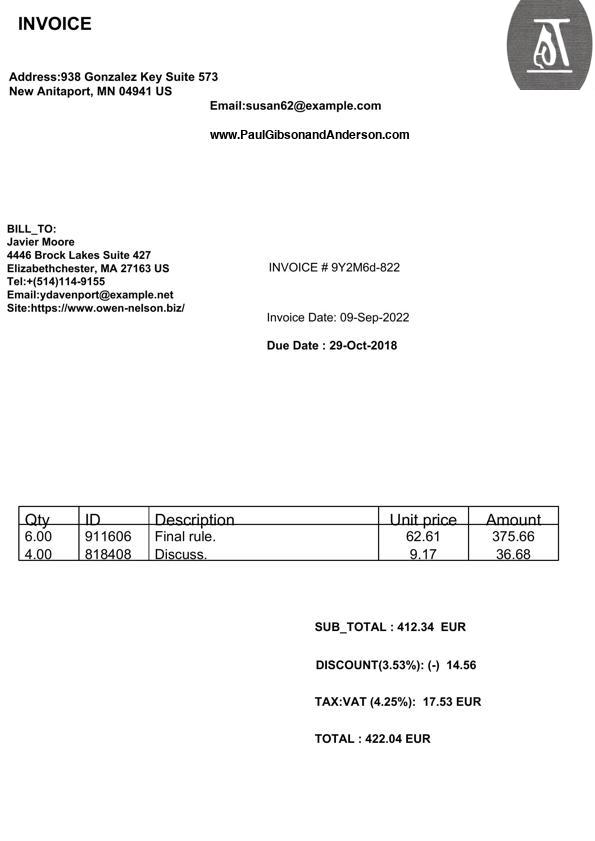 INVOICE
Address:938 Gonzalez Key Suite 573
New Anitaport, MN 04941 US
Email:susan62@example.com
www.PaulGibsonandAnderson.com
BILL_TO:
Javier Moore
4446 Brock Lakes Suite 427
Elizabethchester, MA 27163 US
Tel:+(514)114-9155
Email:ydavenport@example.net
Site:https://www.owen-nelson.biz/
INVOICE # 9Y2M6d-822
Invoice Date: 09-Sep-2022
Due Date : 29-Oct-2018
Qty ID Description Unit price Amount
6.00 911606 Final rule. 62.61 375.66
4.00 818408 Discuss. 9.17 36.68
SUB_TOTAL : 412.34 EUR
DISCOUNT(3.53%): (-) 14.56
TAX:VAT (4.25%): 17.53 EUR
TOTAL : 422.04 EUR